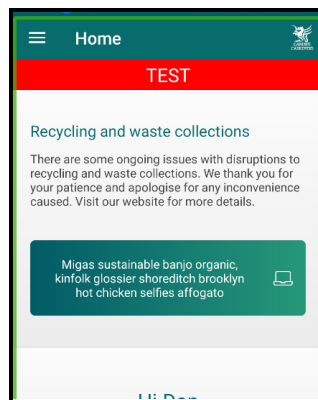 Home
CARDIFF
CAERDYDD
TEST
Recycling and waste collections
There are some ongoing issues with disruptions to
recycling and waste collections. We thank you for
your patience and apologise for any inconvenience
caused. Visit our website for more details.
Migas sustainable banjo organic,
kinfolk glossier shoreditch brooklyn
hot chicken selfies affogato